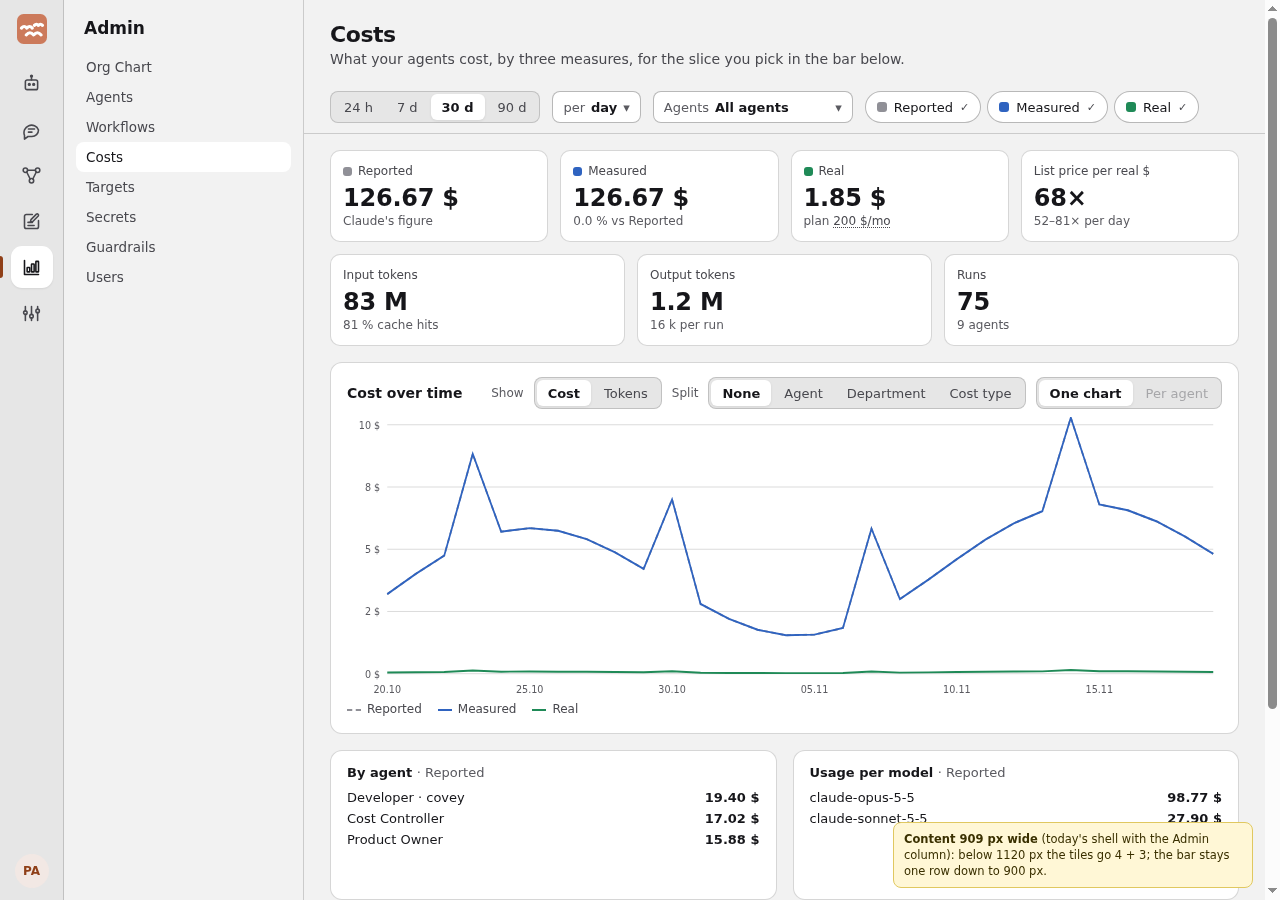 Admin
Org Chart
Agents
Workflows
Costs
Targets
Secrets
Guardrails
Users
PA
Costs
What your agents cost, by three measures, for the slice you pick in the bar below.
24 h 7 d 30 d 90 d per day ▾ Agents All agents ▾ Reported ✓ Measured ✓ Real ✓
Reported
126.67 $
Claude's figure
Measured
126.67 $
0.0 % vs Reported
Real
1.85 $
plan 200 $/mo
List price per real $
68×
52–81× per day
Input tokens
83 M
81 % cache hits
Output tokens
1.2 M
16 k per run
Runs
75
9 agents
Cost over time Show Cost Tokens Split None Agent Department Cost type One chart Per agent
10 $
8 $
5 $
2 $
0 $
20.10 25.10 30.10 05.11 10.11 15.11
Reported Measured Real
By agent · Reported
Developer · covey 19.40 $
Cost Controller 17.02 $
Product Owner 15.88 $
Usage per model · Reported
claude-opus-5-5 98.77 $
claude-sonnet-5-5 27.90 $
Content 909 px wide (today's shell with the Admin
column): below 1120 px the tiles go 4 + 3; the bar stays
one row down to 900 px.